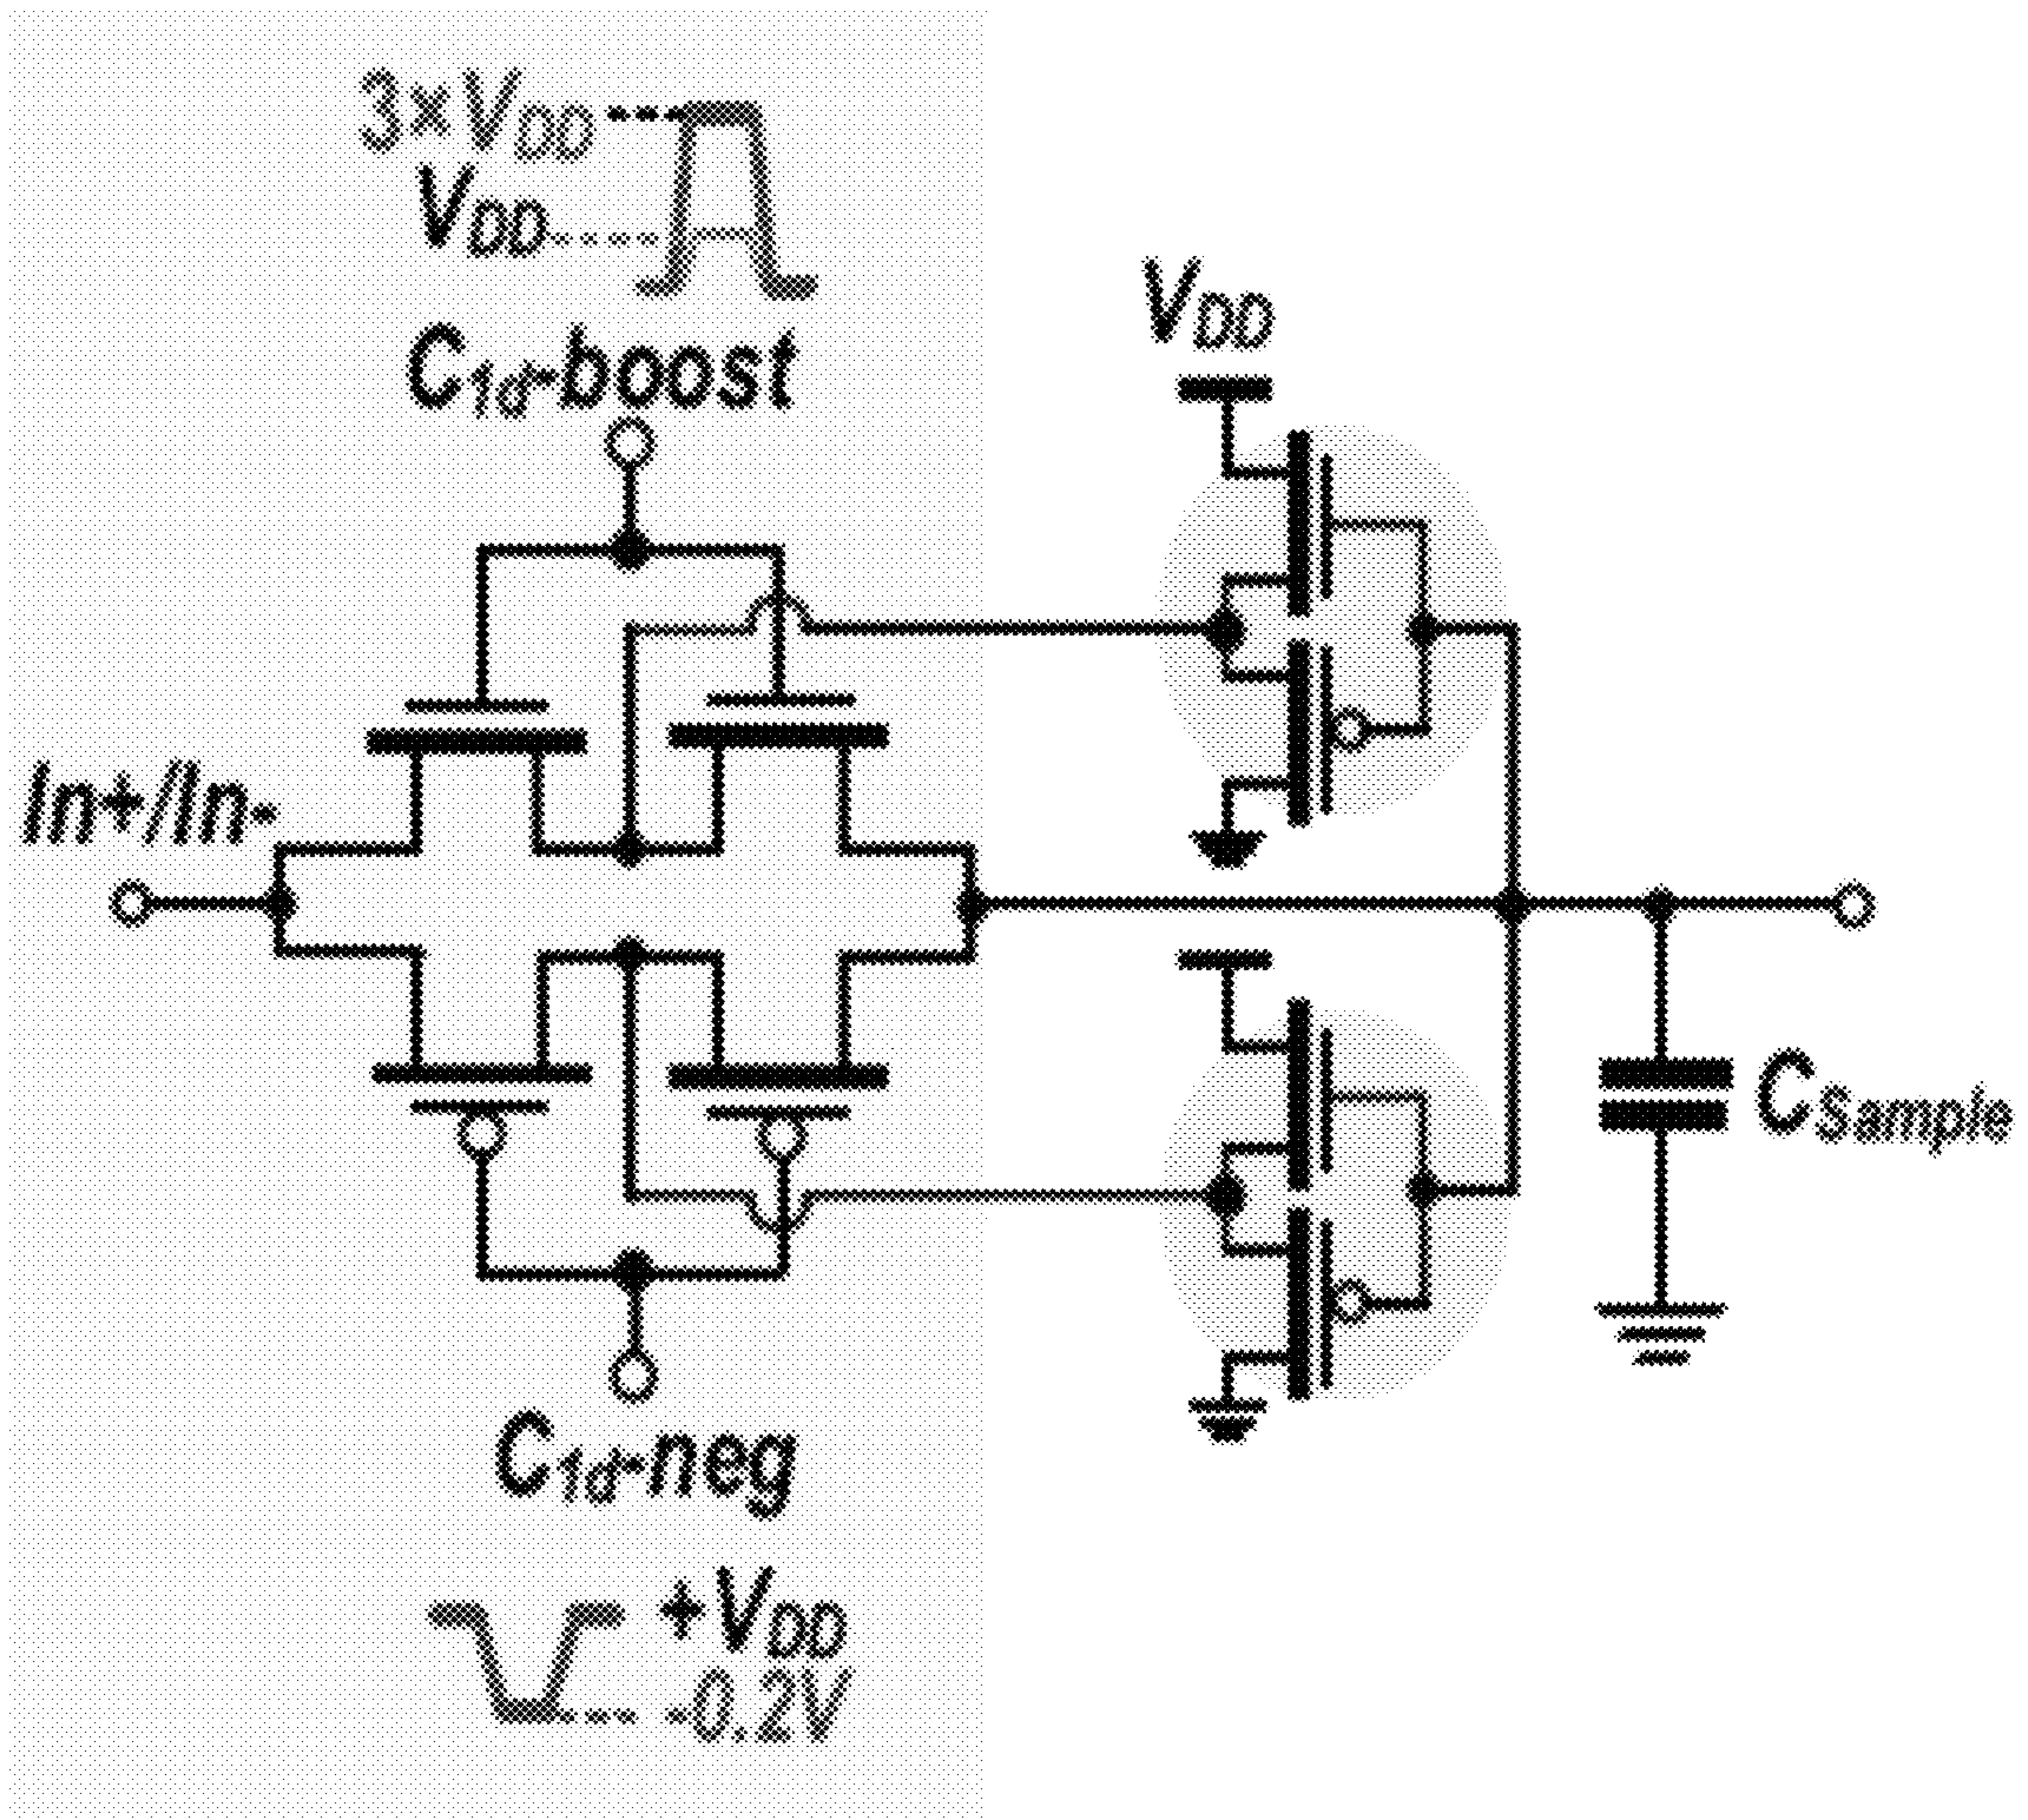 3×VDD
VDD
C1d-boost
VDD
In+/In-
CSample
C1d-neg
+VDD
-0.2V